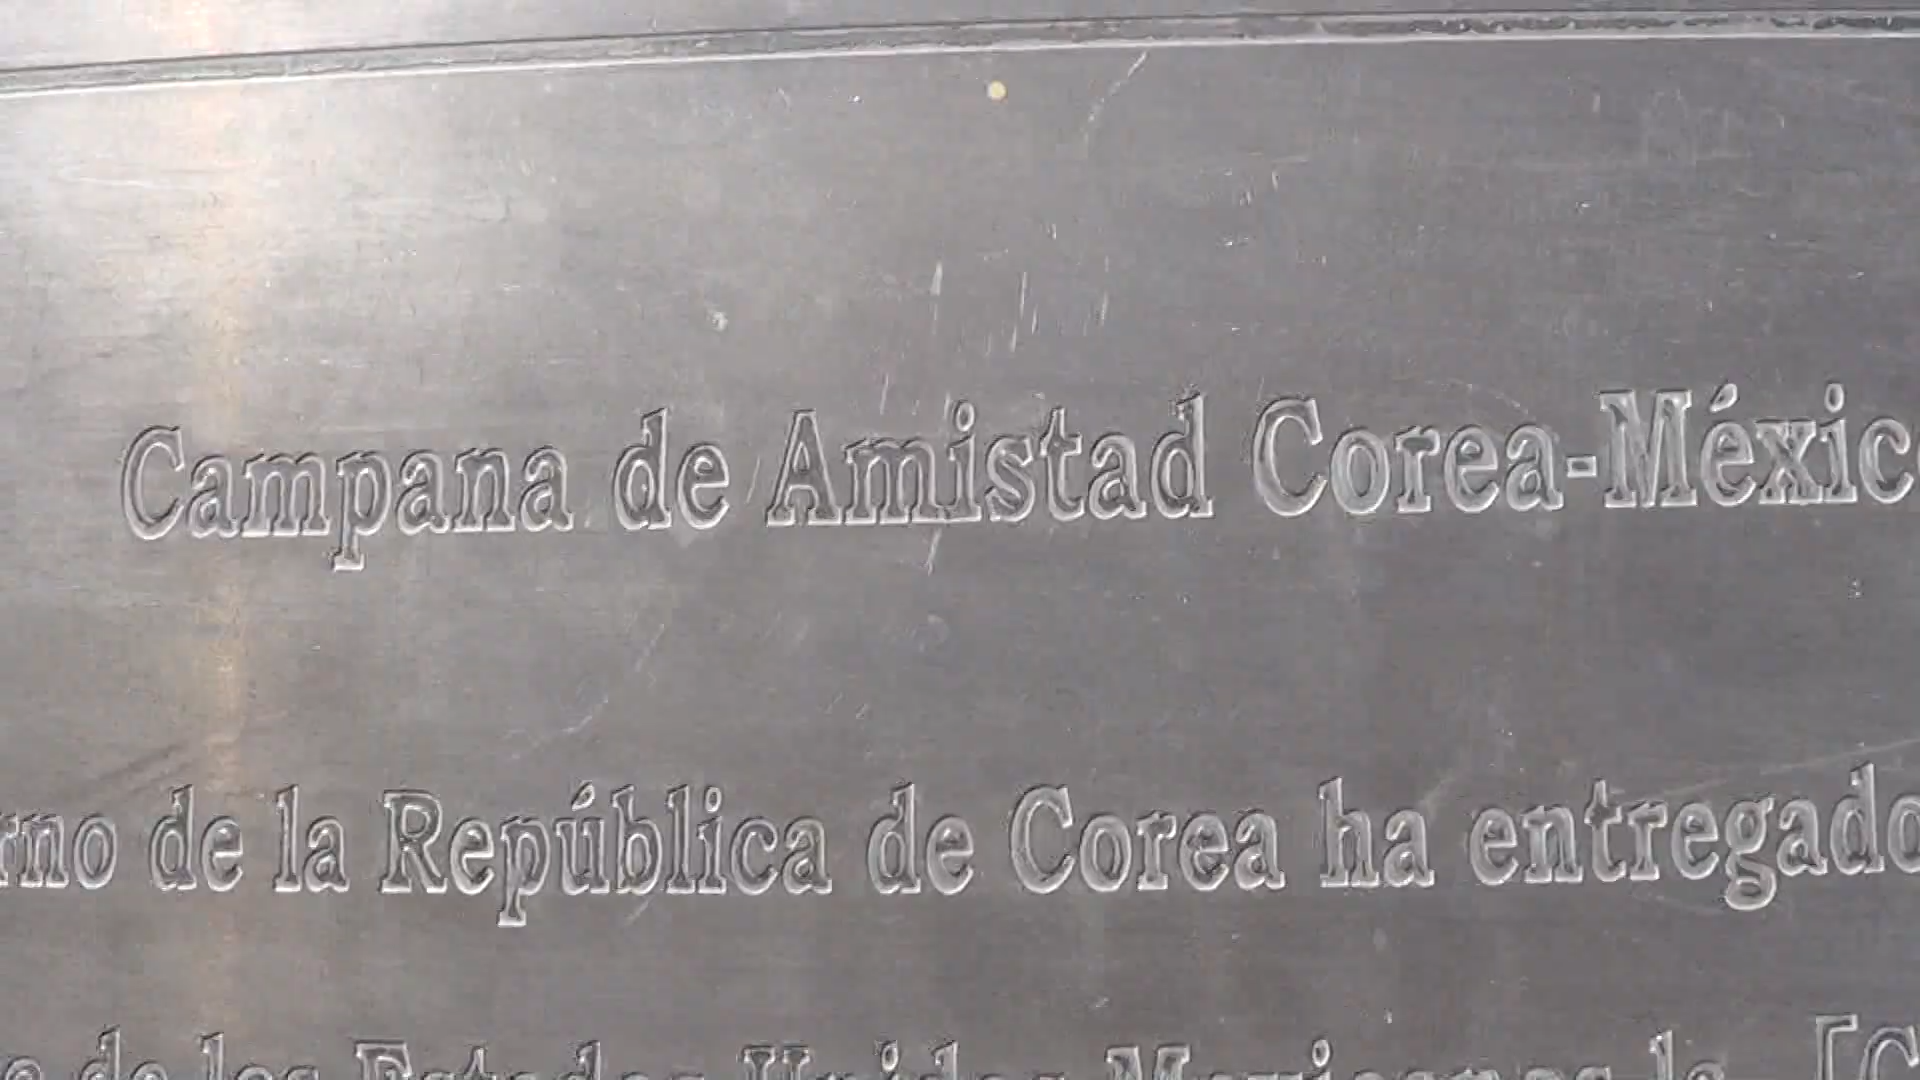 Campana de Amistad Corea-Méxic
rno de la República de Corea ha entregado
de los Estados Unidos Mexicanos la [C